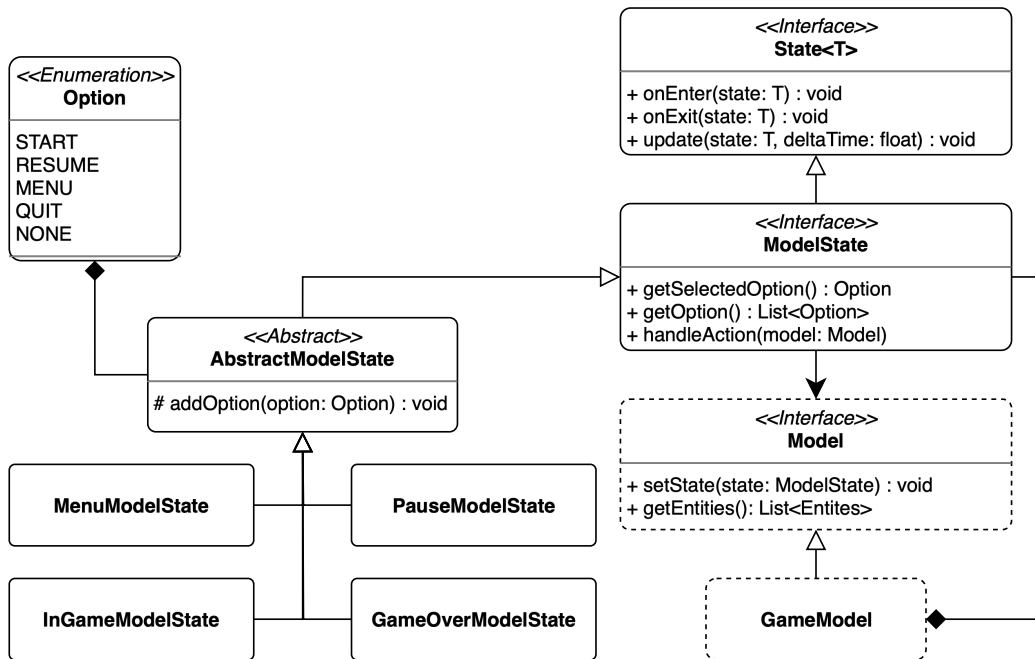 <<Interface>>
State<T>
+ onEnter(state: T) : void
+ onExit(state: T) : void
+ update(state: T, deltaTime: float) : void
<<Enumeration>>
Option
START
RESUME
MENU
QUIT
NONE
<<Interface>>
ModelState
+ getSelectedOption() : Option
+ getOption() : List<Option>
+ handleAction(model: Model)
<<Abstract>>
AbstractModelState
# addOption(option: Option) : void
<<Interface>>
Model
+ setState(state: ModelState) : void
+ getEntities(): List<Entites>
MenuModelState
PauseModelState
InGameModelState
GameOverModelState
GameModel